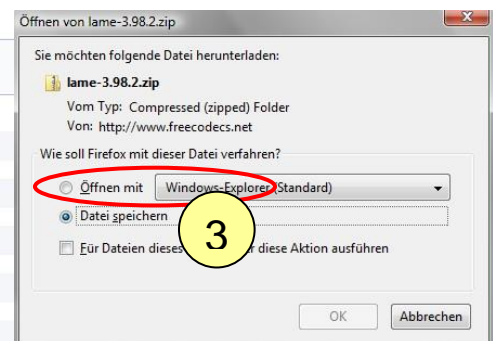 Öffnen von lame-3.98.2.zip
Sie möchten folgende Datei herunterladen:
lame-3.98.2.zip
Vom Typ: Compressed (zipped) Folder
Von: http://www.freecodecs.net
Wie soll Firefox mit dieser Datei verfahren?
Öffnen mit Windows-Explorer (Standard)
Datei speichern
3
Für Dateien dieses diese Aktion ausführen
OK Abbrechen